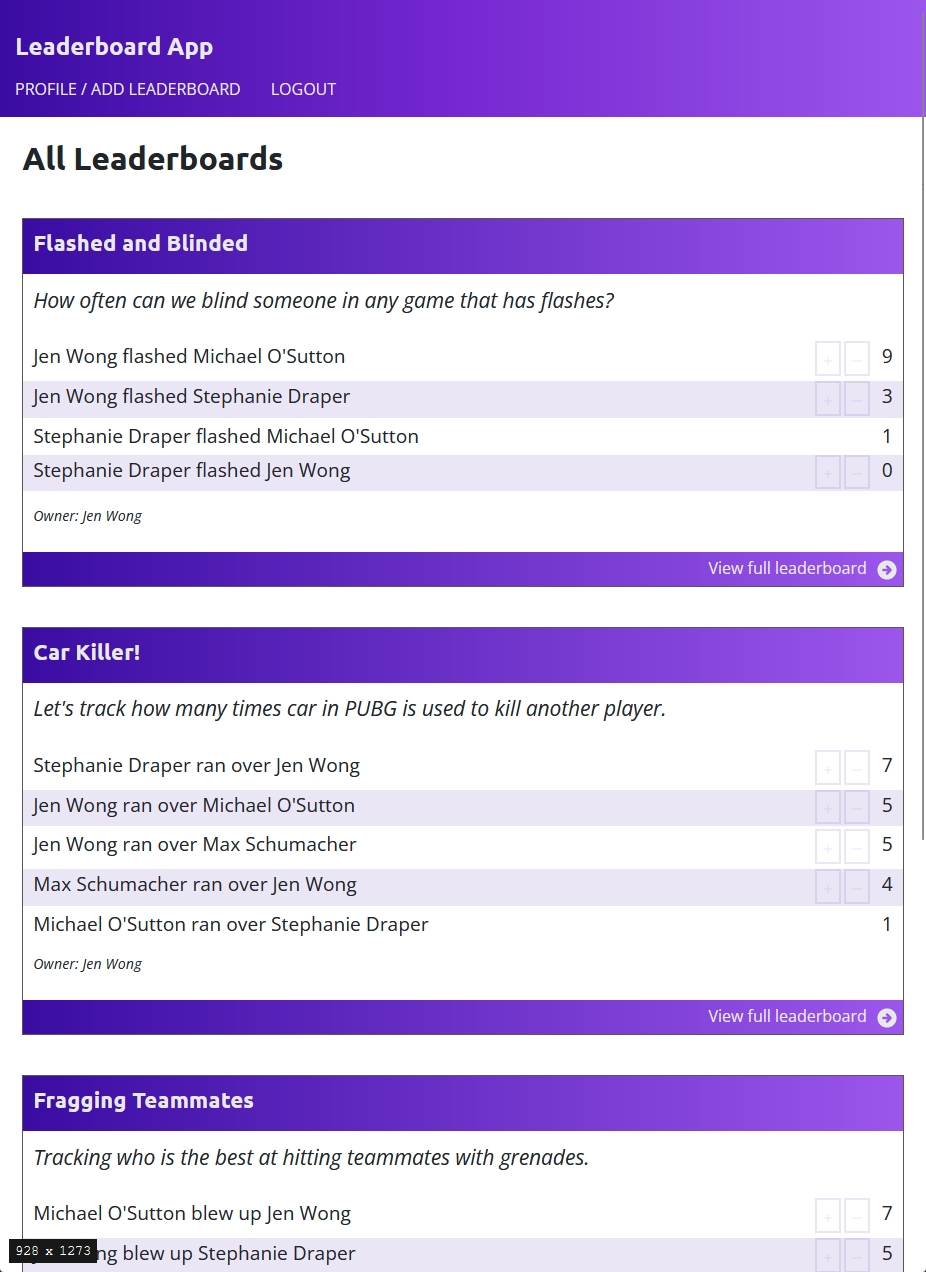 Leaderboard App
PROFILE / ADD LEADERBOARD LOGOUT
All Leaderboards
Flashed and Blinded
How often can we blind someone in any game that has flashes?
Jen Wong flashed Michael O'Sutton + − 9
Jen Wong flashed Stephanie Draper + − 3
Stephanie Draper flashed Michael O'Sutton 1
Stephanie Draper flashed Jen Wong + − 0
Owner: Jen Wong
View full leaderboard
Car Killer!
Let's track how many times car in PUBG is used to kill another player.
Stephanie Draper ran over Jen Wong + − 7
Jen Wong ran over Michael O'Sutton + − 5
Jen Wong ran over Max Schumacher + − 5
Max Schumacher ran over Jen Wong + − 4
Michael O'Sutton ran over Stephanie Draper 1
Owner: Jen Wong
View full leaderboard
Fragging Teammates
Tracking who is the best at hitting teammates with grenades.
Michael O'Sutton blew up Jen Wong + − 7
blew up Stephanie Draper + − 5
928 x 1273